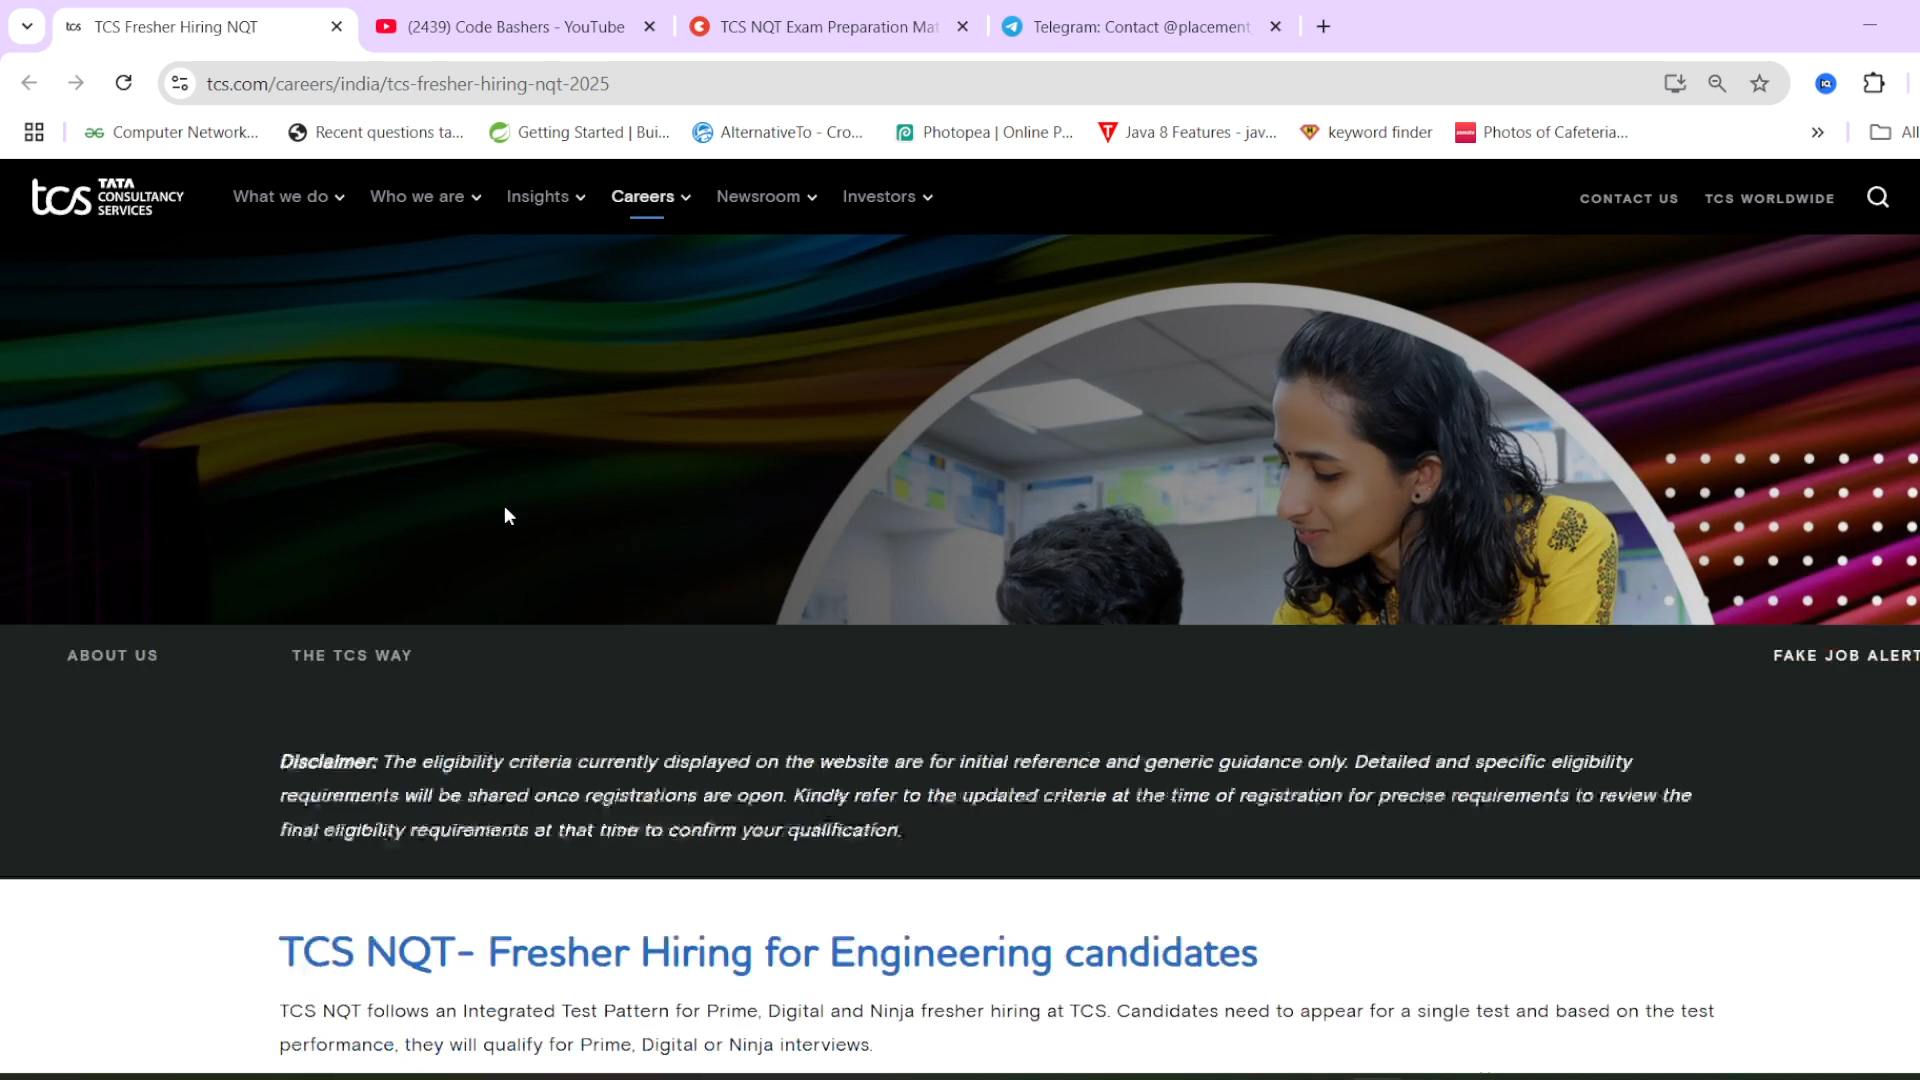 tcs TCS Fresher Hiring NQT
(2439) Code Bashers - YouTube
TCS NQT Exam Preparation Mat
Telegram: Contact @placement
tcs.com/careers/india/tcs-fresher-hiring-nqt-2025
Computer Network...
Recent questions ta...
Getting Started | Bui...
AlternativeTo - Cro...
Photopea | Online P...
Java 8 Features - jav...
keyword finder
Photos of Cafeteria...
All
tcs TATA
CONSULTANCY
SERVICES
What we do
Who we are
Insights
Careers
Newsroom
Investors
CONTACT US
TCS WORLDWIDE
ABOUT US
THE TCS WAY
FAKE JOB ALERT
Disclaimer: The eligibility criteria currently displayed on the website are for initial reference and generic guidance only. Detailed and specific eligibility
requirements will be shared once registrations are open. Kindly refer to the updated criteria at the time of registration for precise requirements to review the
final eligibility requirements at that time to confirm your qualification.
TCS NQT- Fresher Hiring for Engineering candidates
TCS NQT follows an Integrated Test Pattern for Prime, Digital and Ninja fresher hiring at TCS. Candidates need to appear for a single test and based on the test
performance, they will qualify for Prime, Digital or Ninja interviews.